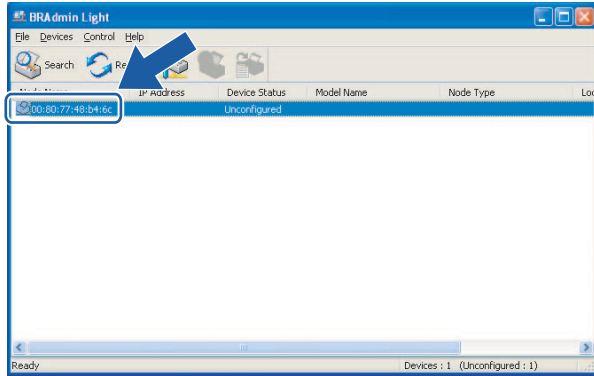 BRAdmin Light
File Devices Control Help
Search
IP Address Device Status Model Name Node Type
00:80:77:48:b4:6c Unconfigured
Ready Devices : 1 (Unconfigured : 1)